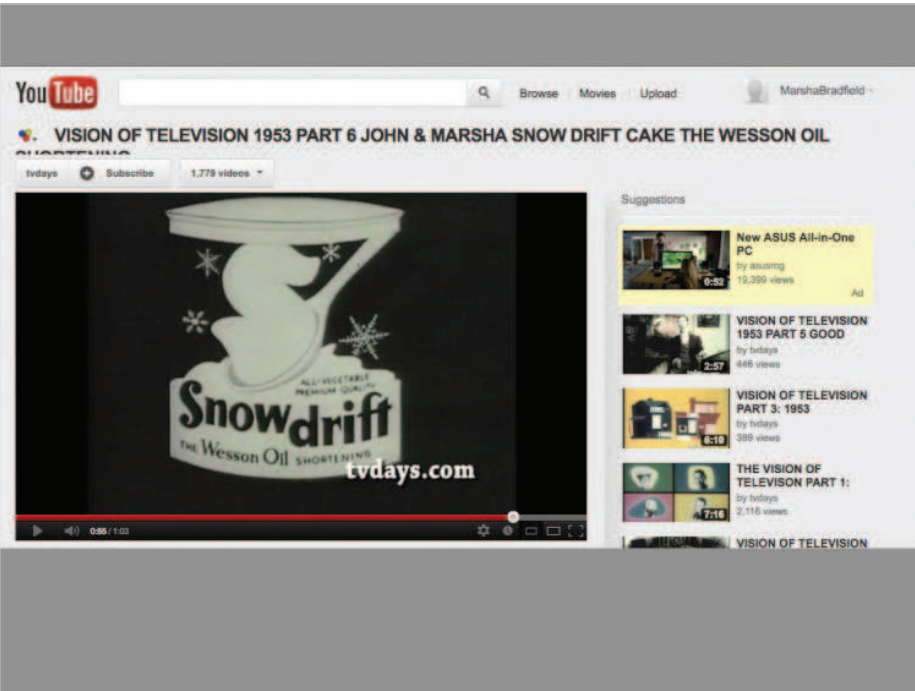 YouTube
Browse Movies Upload MarshaBradfield
VISION OF TELEVISION 1953 PART 6 JOHN & MARSHA SNOW DRIFT CAKE THE WESSON OIL
SHORTENING
tvdays Subscribe 1,779 videos
ALL-VEGETABLE
PREMIUM QUALITY
Snowdrift
THE Wesson Oil SHORTENING
tvdays.com
0:55 / 1:03
Suggestions
New ASUS All-in-One
PC
by asusrog
19,399 views
Ad
0:52
VISION OF TELEVISION
1953 PART 5 GOOD
by tvdays
446 views
2:57
VISION OF TELEVISION
PART 3: 1953
by tvdays
389 views
6:10
THE VISION OF
TELEVISON PART 1:
by tvdays
2,116 views
7:16
VISION OF TELEVISION